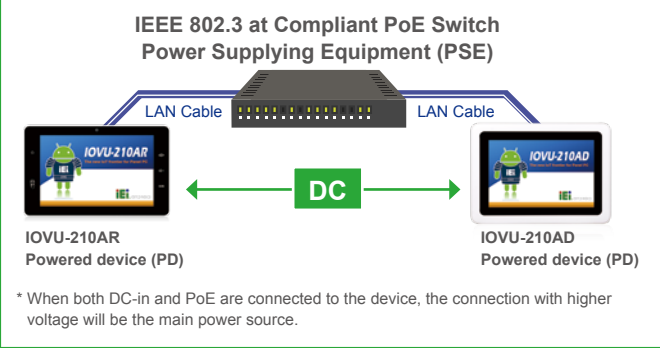 IEEE 802.3 at Compliant PoE Switch
Power Supplying Equipment (PSE)
LAN Cable
LAN Cable
IOVU-210AR
IOVU-210AD
iEi
iEi
DC
IOVU-210AR
Powered device (PD)
IOVU-210AD
Powered device (PD)
* When both DC-in and PoE are connected to the device, the connection with higher
voltage will be the main power source.